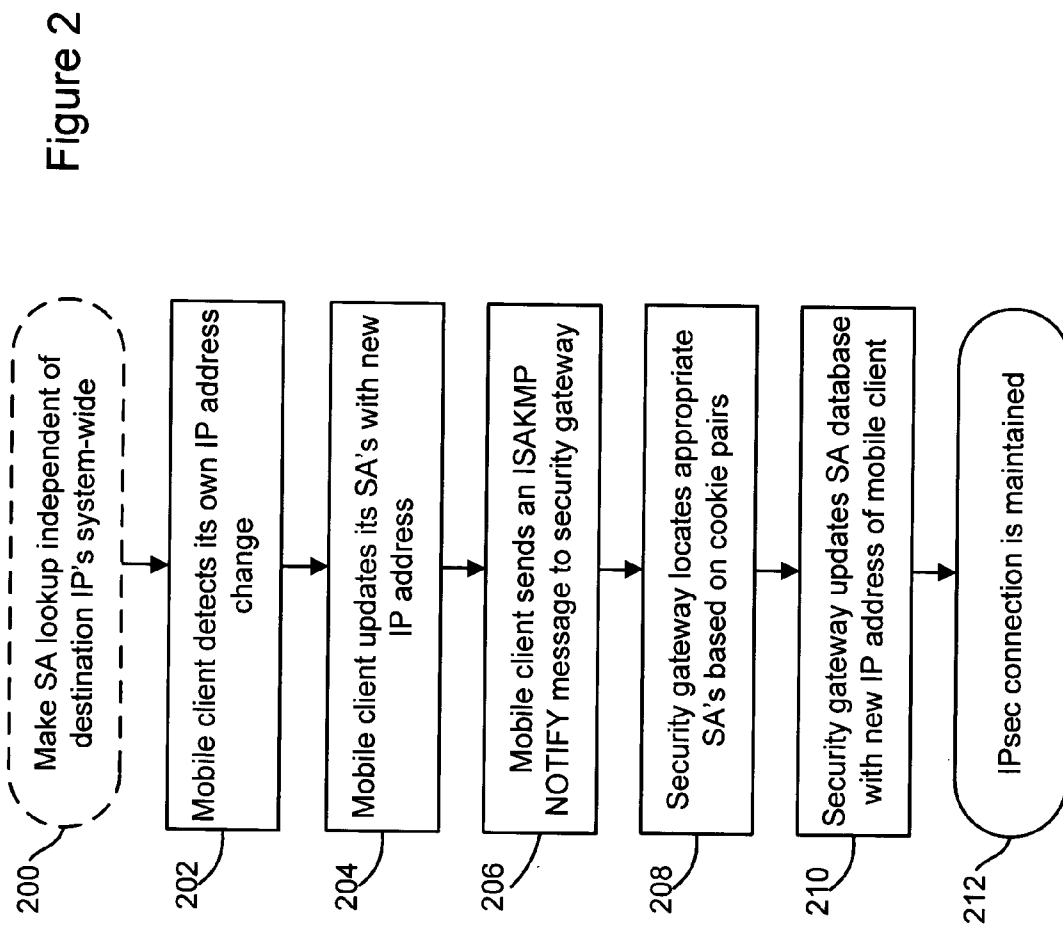 Figure 2
200
Make SA lookup independent of
destination IP's system-wide
202
Mobile client detects its own IP address
change
204
Mobile client updates its SA's with new
IP address
206
Mobile client sends an ISAKMP
NOTIFY message to security gateway
208
Security gateway locates appropriate
SA's based on cookie pairs
210
Security gateway updates SA database
with new IP address of mobile client
212
IPsec connection is maintained